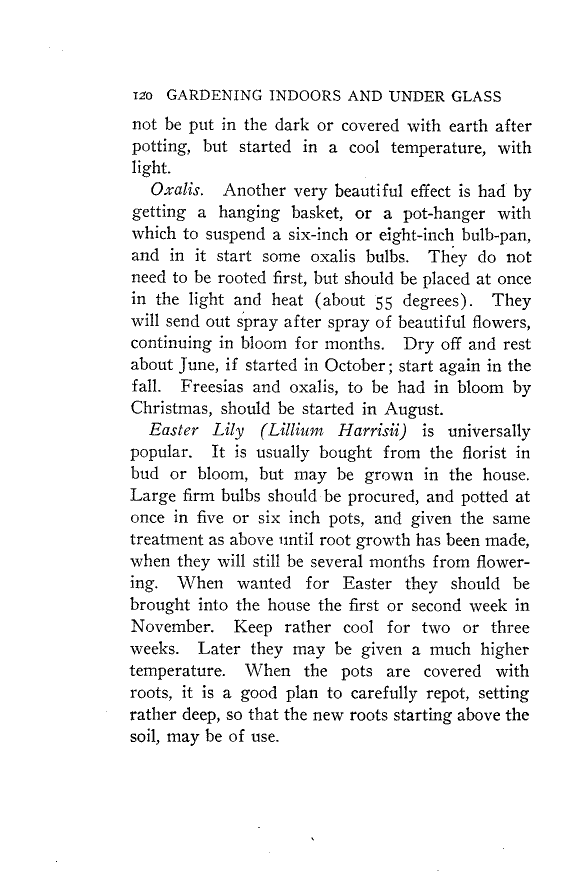 120 GARDENING INDOORS AND UNDER GLASS
not be put in the dark or covered with earth after
potting, but started in a cool temperature, with
light.
Oxalis. Another very beautiful effect is had by
getting a hanging basket, or a pot-hanger with
which to suspend a six-inch or eight-inch bulb-pan,
and in it start some oxalis bulbs. They do not
need to be rooted first, but should be placed at once
in the light and heat (about 55 degrees). They
will send out spray after spray of beautiful flowers,
continuing in bloom for months. Dry off and rest
about June, if started in October; start again in the
fall. Freesias and oxalis, to be had in bloom by
Christmas, should be started in August.
Easter Lily (Lillium Harrisii) is universally
popular. It is usually bought from the florist in
bud or bloom, but may be grown in the house.
Large firm bulbs should be procured, and potted at
once in five or six inch pots, and given the same
treatment as above until root growth has been made,
when they will still be several months from flower-
ing. When wanted for Easter they should be
brought into the house the first or second week in
November. Keep rather cool for two or three
weeks. Later they may be given a much higher
temperature. When the pots are covered with
roots, it is a good plan to carefully repot, setting
rather deep, so that the new roots starting above the
soil, may be of use.